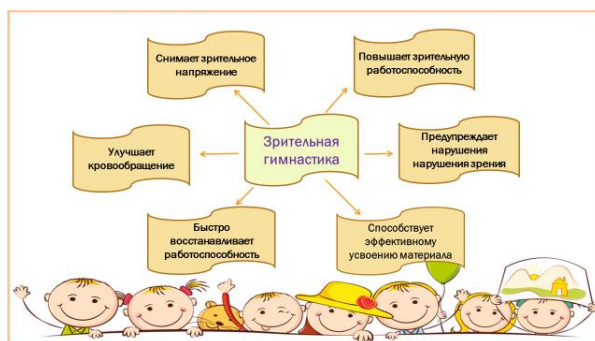 Снимает зрительное
напряжение
Повышает зрительную
работоспособность
Зрительная
гимнастика
Улучшает
кровообращение
Предупреждает
нарушения
нарушения зрения
Быстро
восстанавливает
работоспособность
Способствует
эффективному
усвоению материала